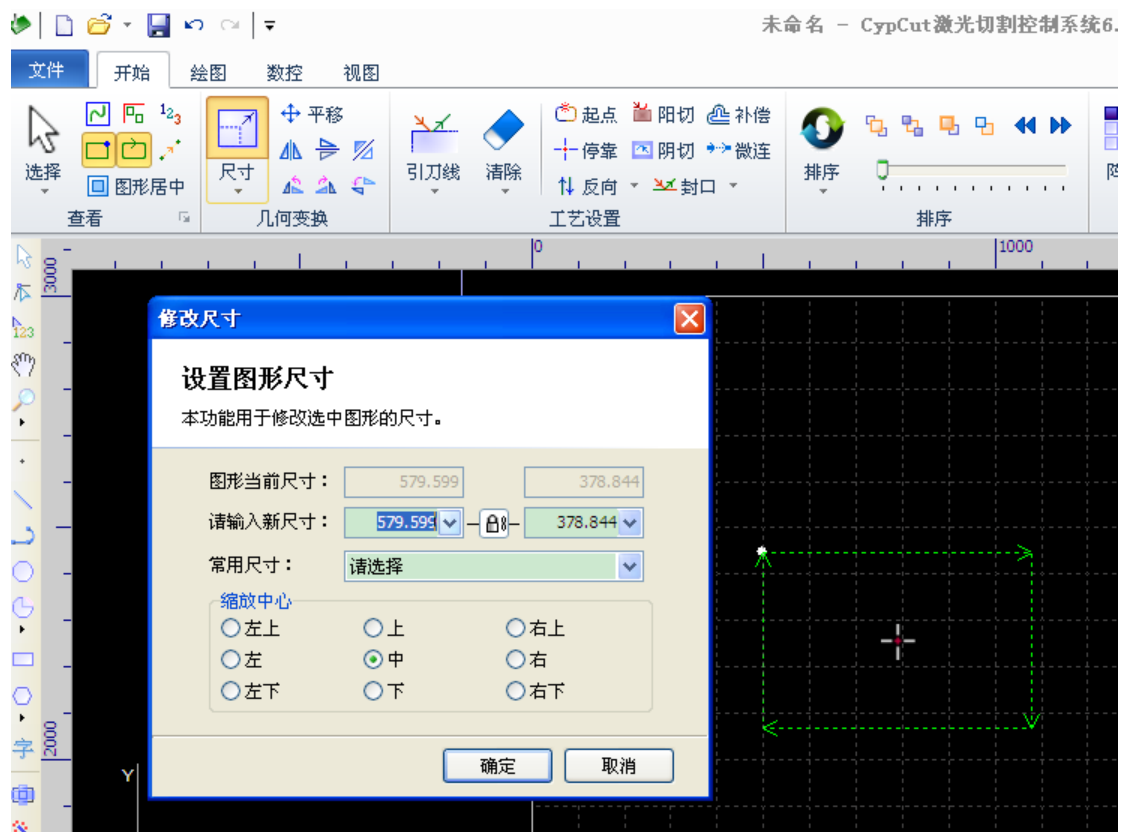 未命名 - CypCut激光切割控制系统6.
文件 开始 绘图 数控 视图
选择 123 图形居中 尺寸 平移 引刀线 清除 起点 阳切 补偿 停靠 阴切 微连 反向 封口 排序
查看 几何变换 工艺设置 排序
0 1000
3000
123
修改尺寸
设置图形尺寸
本功能用于修改选中图形的尺寸。
图形当前尺寸： 579.599 378.844
请输入新尺寸： 579.599 378.844
常用尺寸： 请选择
缩放中心
左上 上 右上
左 中 右
左下 下 右下
字 2000
确定 取消
Y